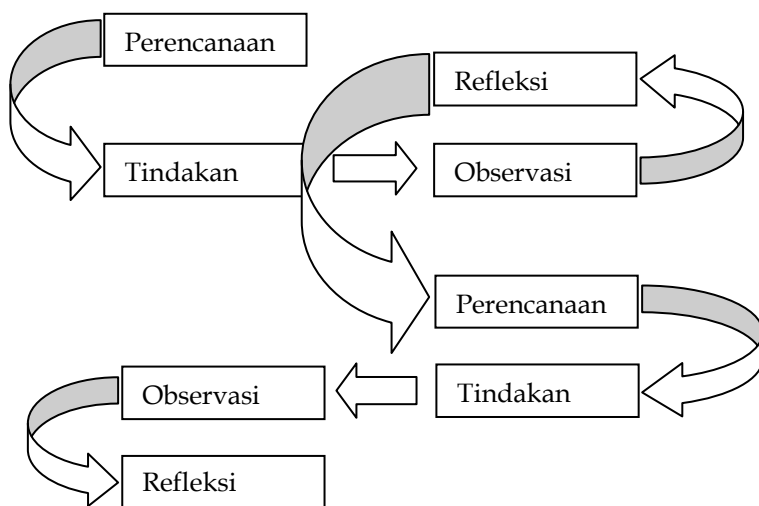 Perencanaan
Refleksi
Tindakan
Observasi
Perencanaan
Observasi
Tindakan
Refleksi